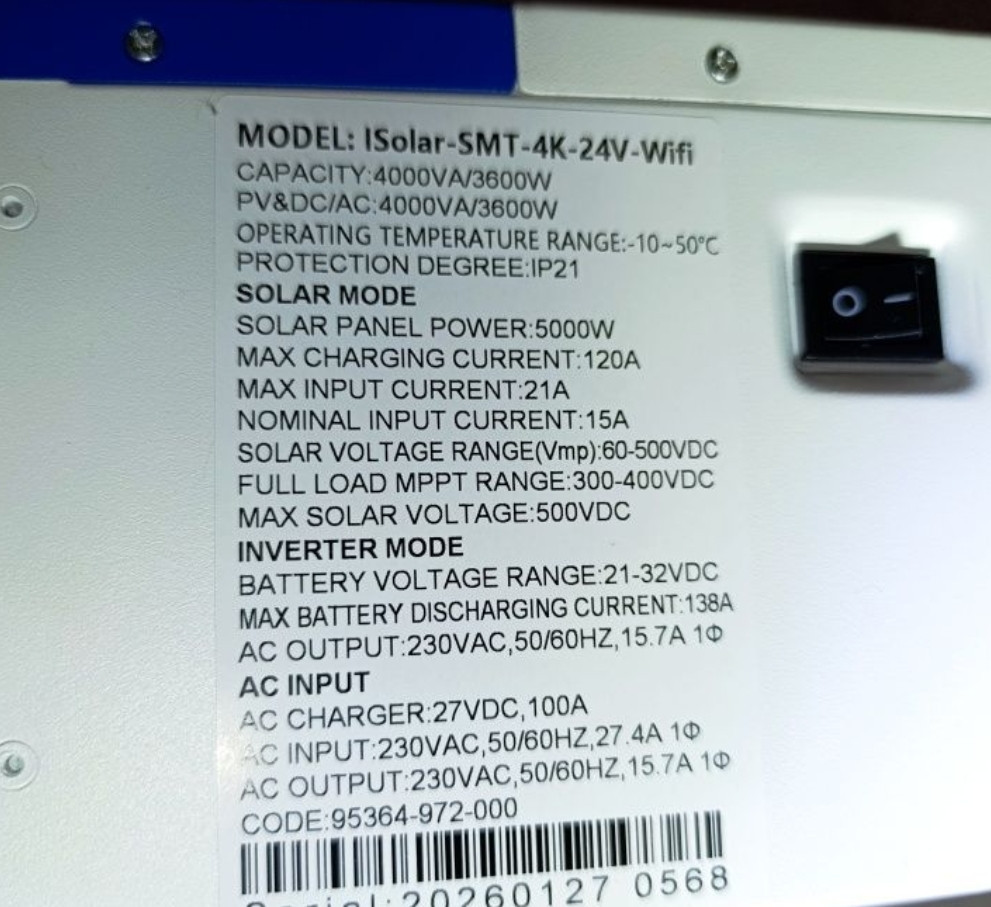 MODEL: ISolar-SMT-4K-24V-Wifi
CAPACITY:4000VA/3600W
PV&DC/AC:4000VA/3600W
OPERATING TEMPERATURE RANGE:-10~50℃
PROTECTION DEGREE:IP21
SOLAR MODE
SOLAR PANEL POWER:5000W
MAX CHARGING CURRENT:120A
MAX INPUT CURRENT:21A
NOMINAL INPUT CURRENT:15A
SOLAR VOLTAGE RANGE(Vmp):60-500VDC
FULL LOAD MPPT RANGE:300-400VDC
MAX SOLAR VOLTAGE:500VDC
INVERTER MODE
BATTERY VOLTAGE RANGE:21-32VDC
MAX BATTERY DISCHARGING CURRENT:138A
AC OUTPUT:230VAC,50/60HZ,15.7A 1Φ
AC INPUT
AC CHARGER:27VDC,100A
AC INPUT:230VAC,50/60HZ,27.4A 1Φ
AC OUTPUT:230VAC,50/60HZ,15.7A 1Φ
CODE:95364-972-000
Serial:20260127 0568